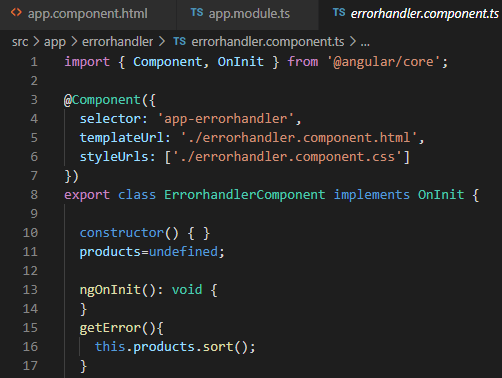 <> app.component.html TS app.module.ts TS errorhandler.component.ts
src > app > errorhandler > TS errorhandler.component.ts > ...
1 import { Component, OnInit } from '@angular/core';
2
3 @Component({
4 selector: 'app-errorhandler',
5 templateUrl: './errorhandler.component.html',
6 styleUrls: ['./errorhandler.component.css']
7 })
8 export class ErrorhandlerComponent implements OnInit {
9
10 constructor() { }
11 products=undefined;
12
13 ngOnInit(): void {
14 }
15 getError(){
16 this.products.sort();
17 }